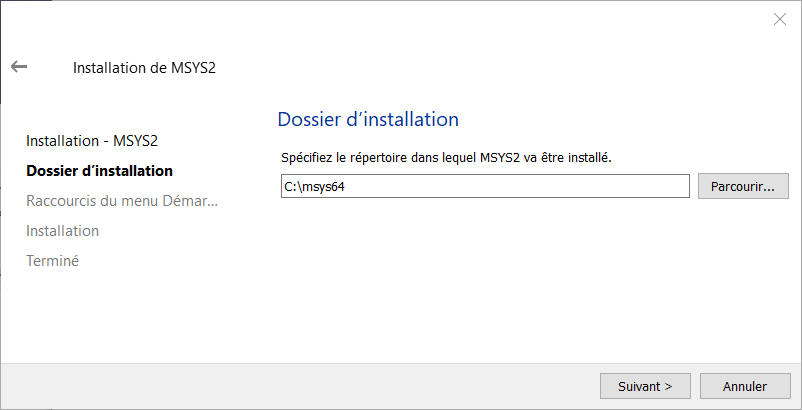 Installation de MSYS2
Installation - MSYS2
Dossier d’installation
Raccourcis du menu Démar...
Installation
Terminé
Dossier d’installation
Spécifiez le répertoire dans lequel MSYS2 va être installé.
C:\msys64
Parcourir...
Suivant >
Annuler